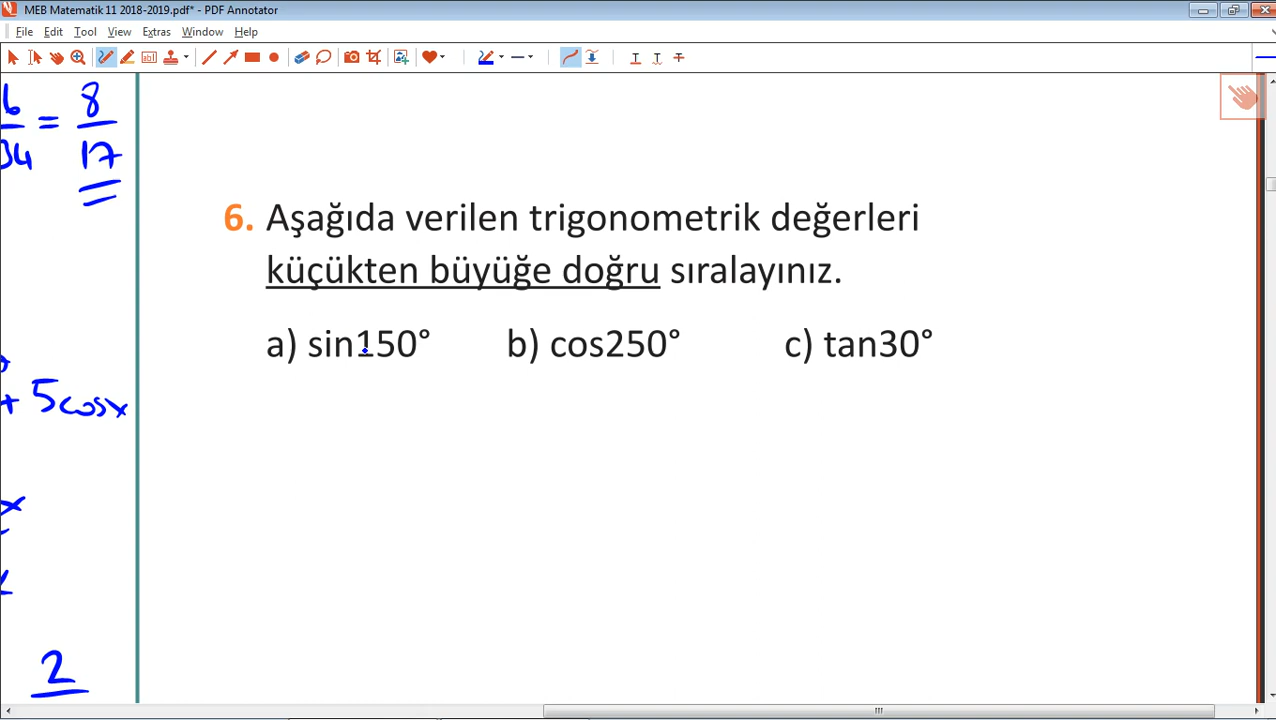 MEB Matematik 11 2018-2019.pdf* - PDF Annotator
File Edit Tool View Extras Window Help
8
= —
34 17
6. Aşağıda verilen trigonometrik değerleri
küçükten büyüğe doğru sıralayınız.
a) sin150° b) cos250° c) tan30°
+ 5cosx
x
2